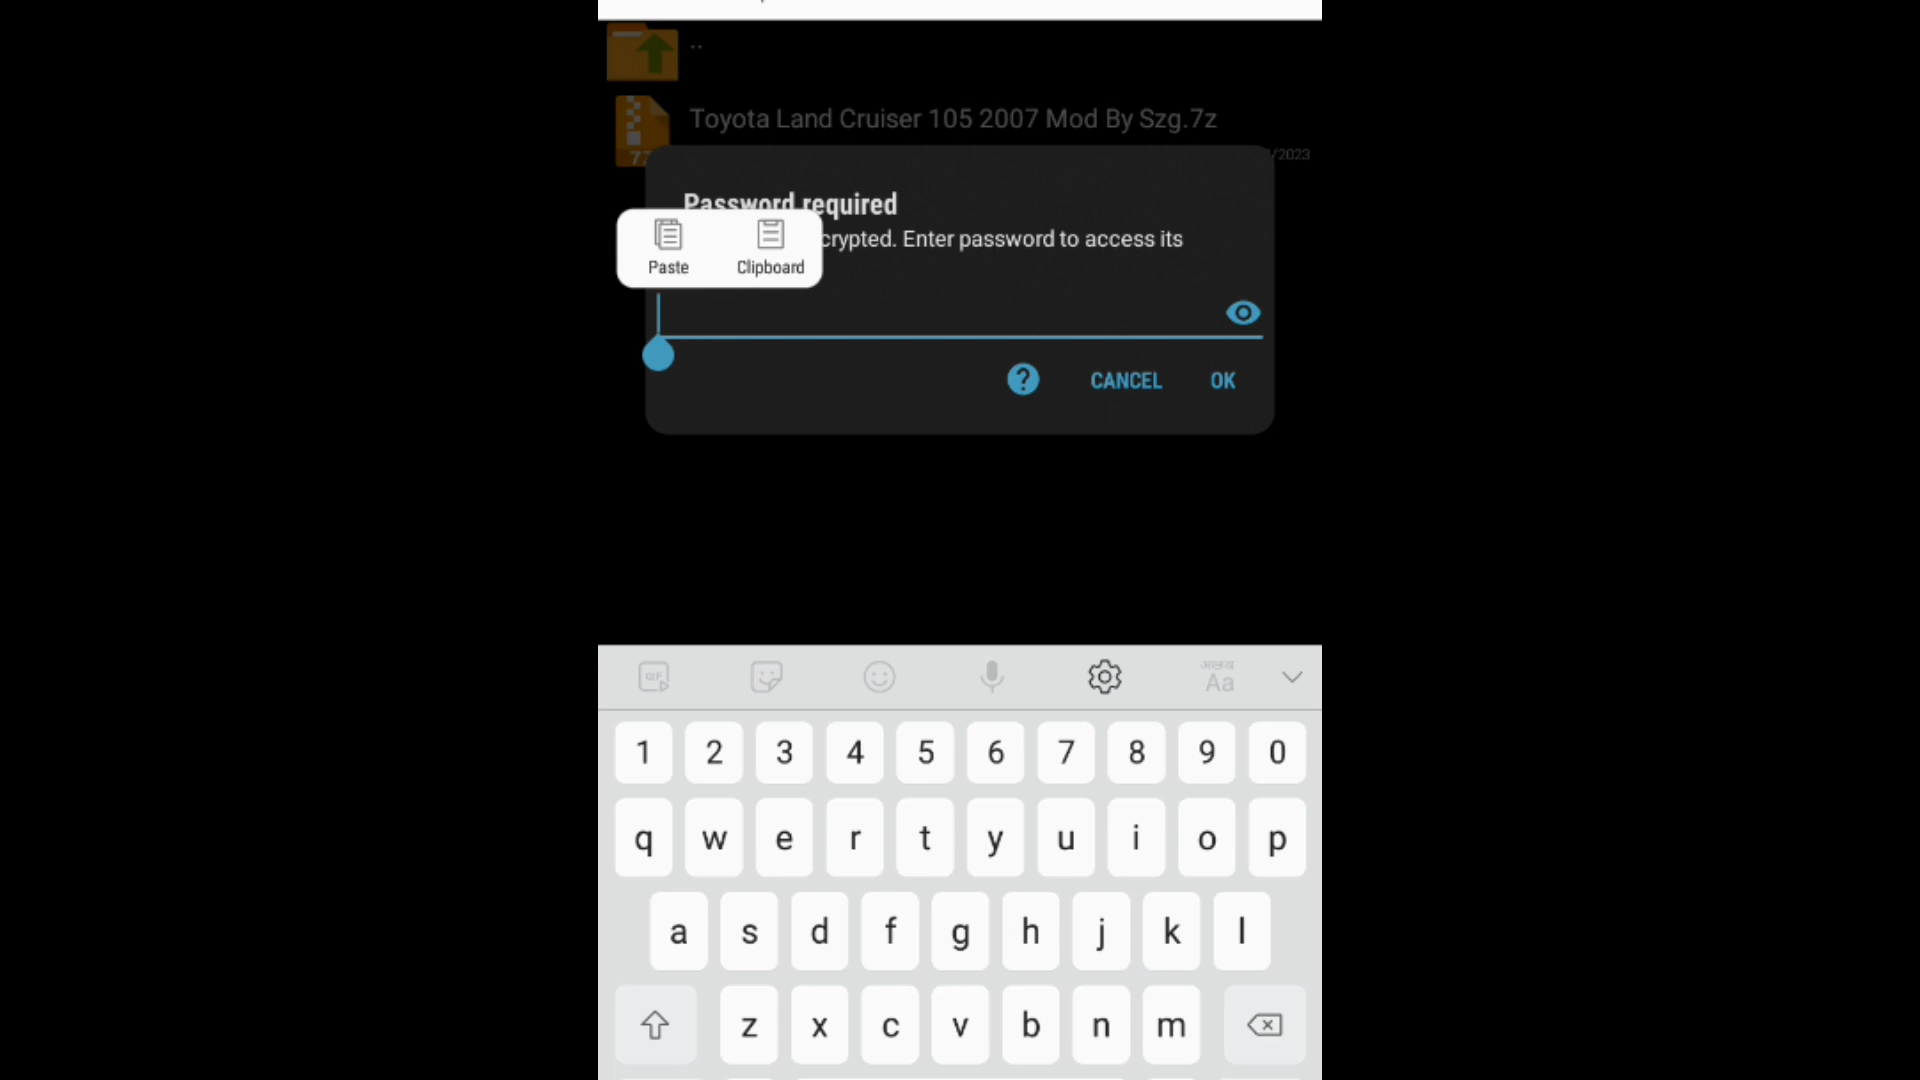 ..
Toyota Land Cruiser 105 2007 Mod By Szg.7z
/2023
Password required
crypted. Enter password to access its
Paste Clipboard
? CANCEL OK
GIF Aa
1 2 3 4 5 6 7 8 9 0
q w e r t y u i o p
a s d f g h j k l
z x c v b n m